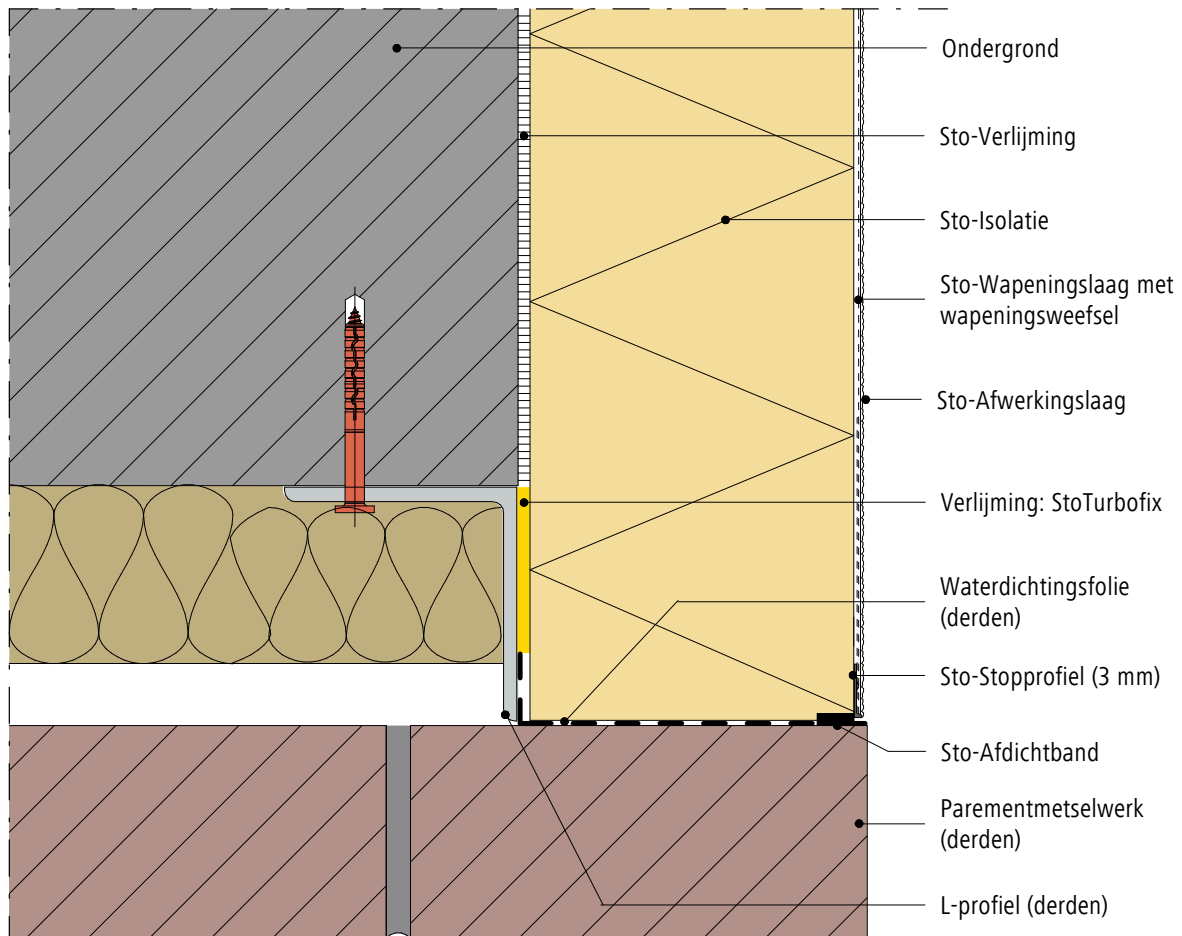 Ondergrond
Sto-Verlijming
Sto-Isolatie
Sto-Wapeningslaag met
wapeningsweefsel
Sto-Afwerkingslaag
Verlijming: StoTurbofix
Waterdichtingsfolie
(derden)
Sto-Stopprofiel (3 mm)
Sto-Afdichtband
Parementmetselwerk
(derden)
L-profiel (derden)